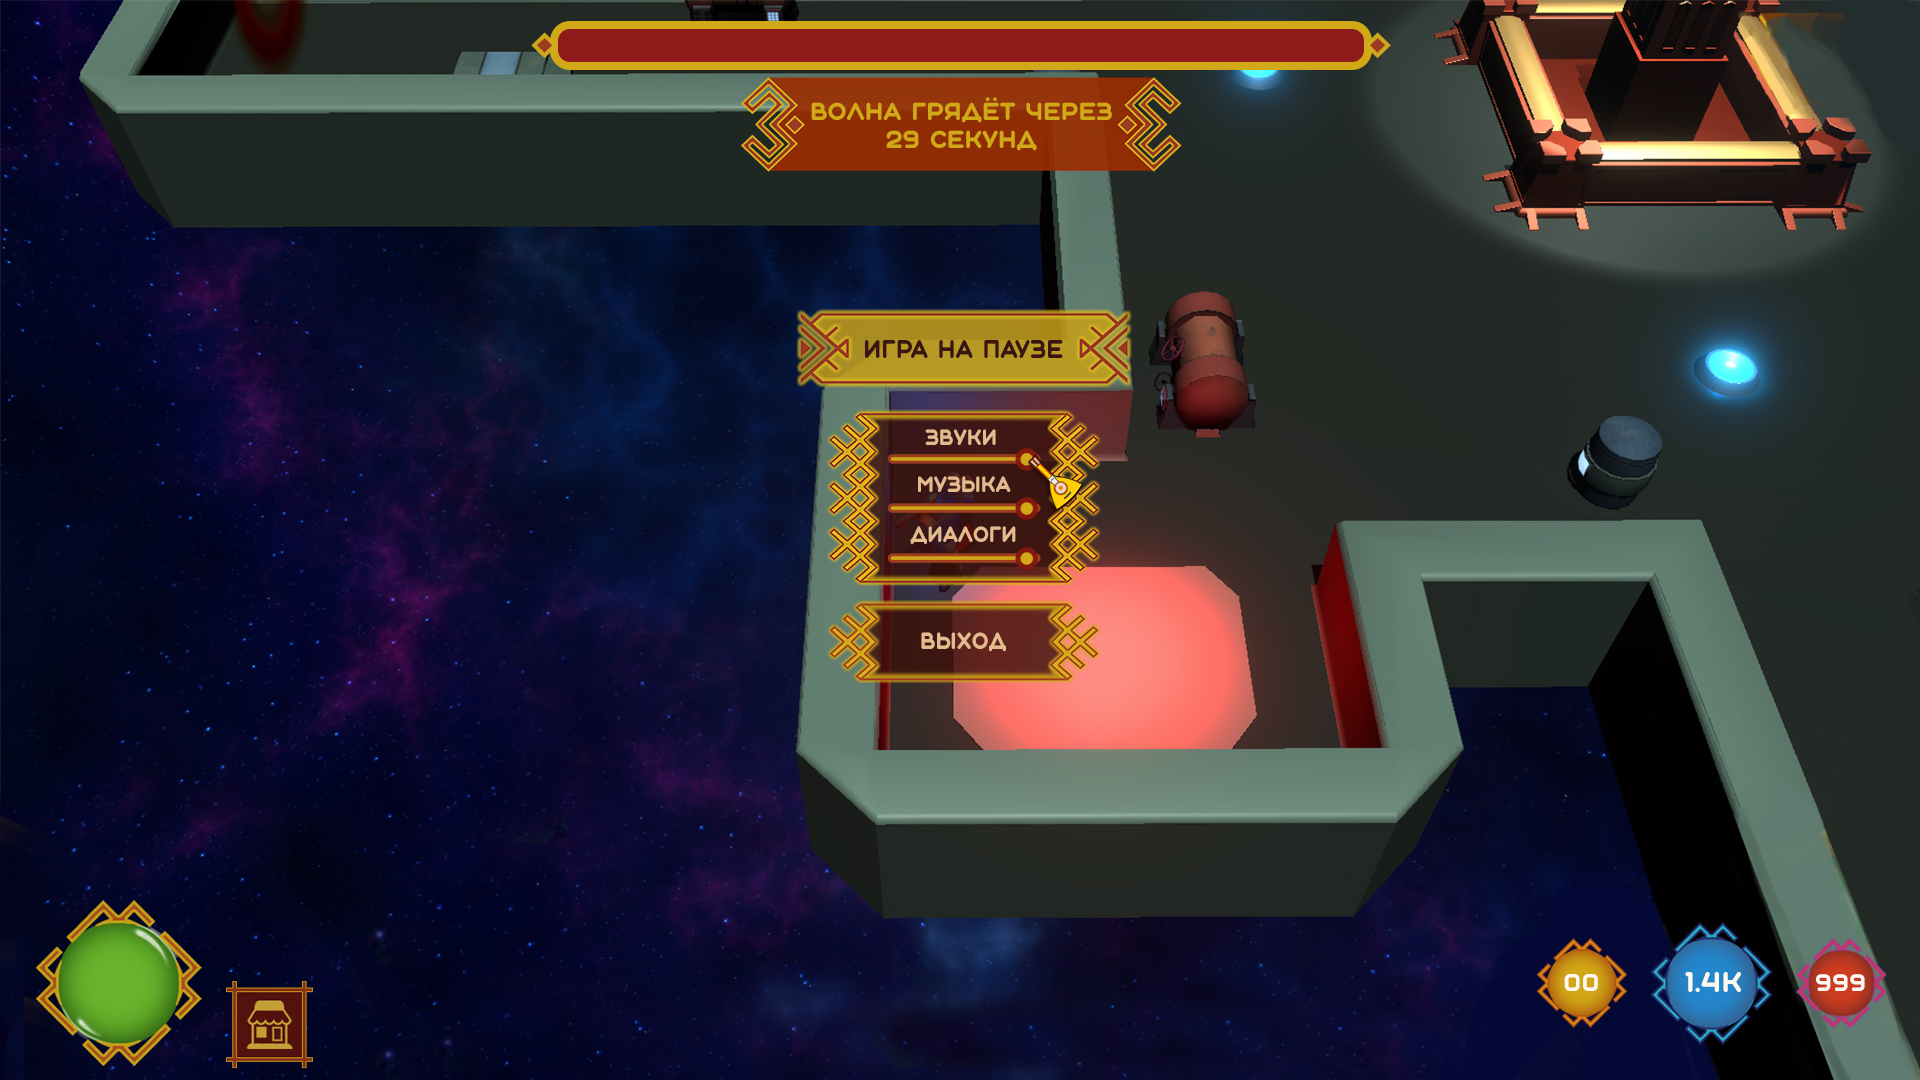 ВОЛНА ГРЯДЁТ ЧЕРЕЗ
29 СЕКУНД
ИГРА НА ПАУЗЕ
ЗВУКИ
МУЗЫКА
ДИАЛОГИ
ВЫХОД
00
1.4K
999